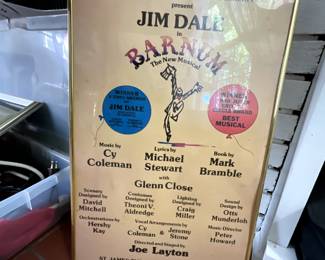 present
JIM DALE
in
BARNUM
The New Musical
WINNER
JIM DALE
WINNER
BEST
MUSICAL
Music by
Cy
Coleman
Lyrics by
Michael
Stewart
Book by
Mark
Bramble
with
Glenn Close
Scenery
Designed by
David
Mitchell
Costumes
Designed by
Theoni V.
Aldredge
Lighting
Designed by
Craig
Miller
Sound
Design by
Otts
Munderloh
Orchestrations by
Hershy
Kay
Vocal Arrangements by
Cy
Coleman
& Jeremy
Stone
Music Director
Peter
Howard
Directed and Staged by
Joe Layton
ST. JAMES